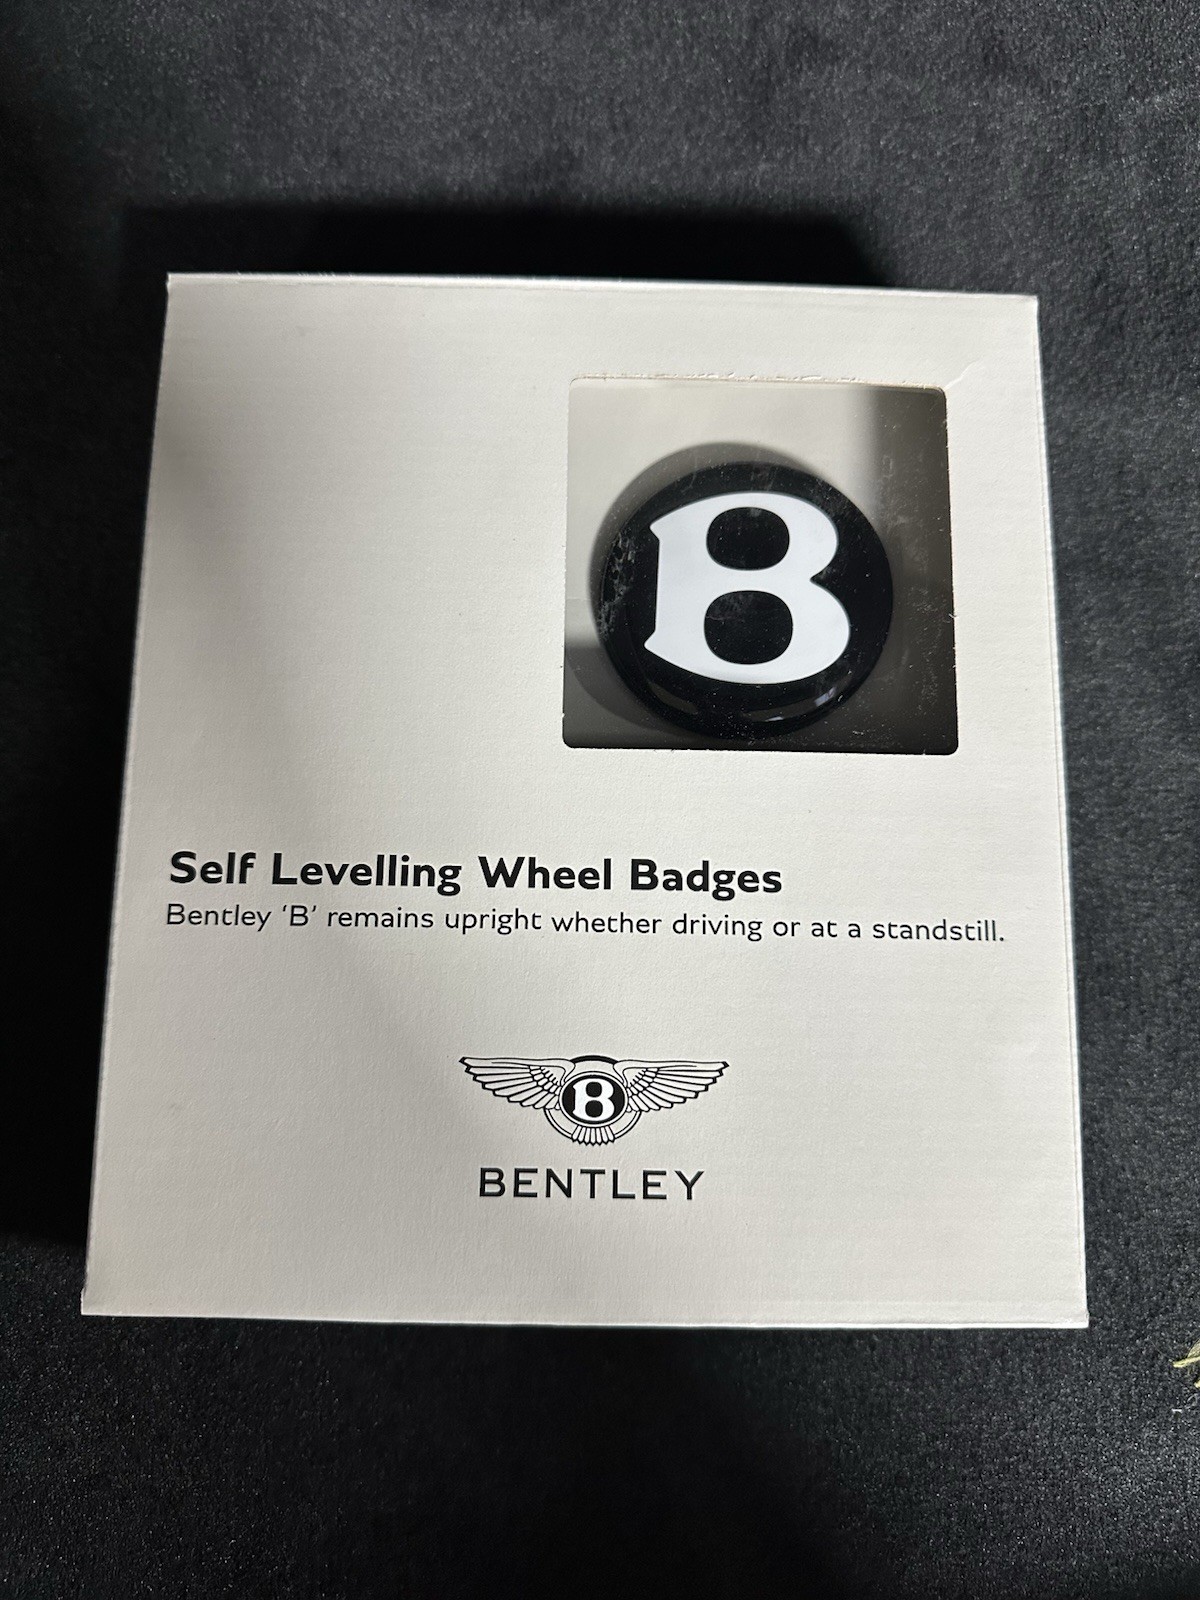 B
Self Levelling Wheel Badges
Bentley ‘B’ remains upright whether driving or at a standstill.
B
BENTLEY